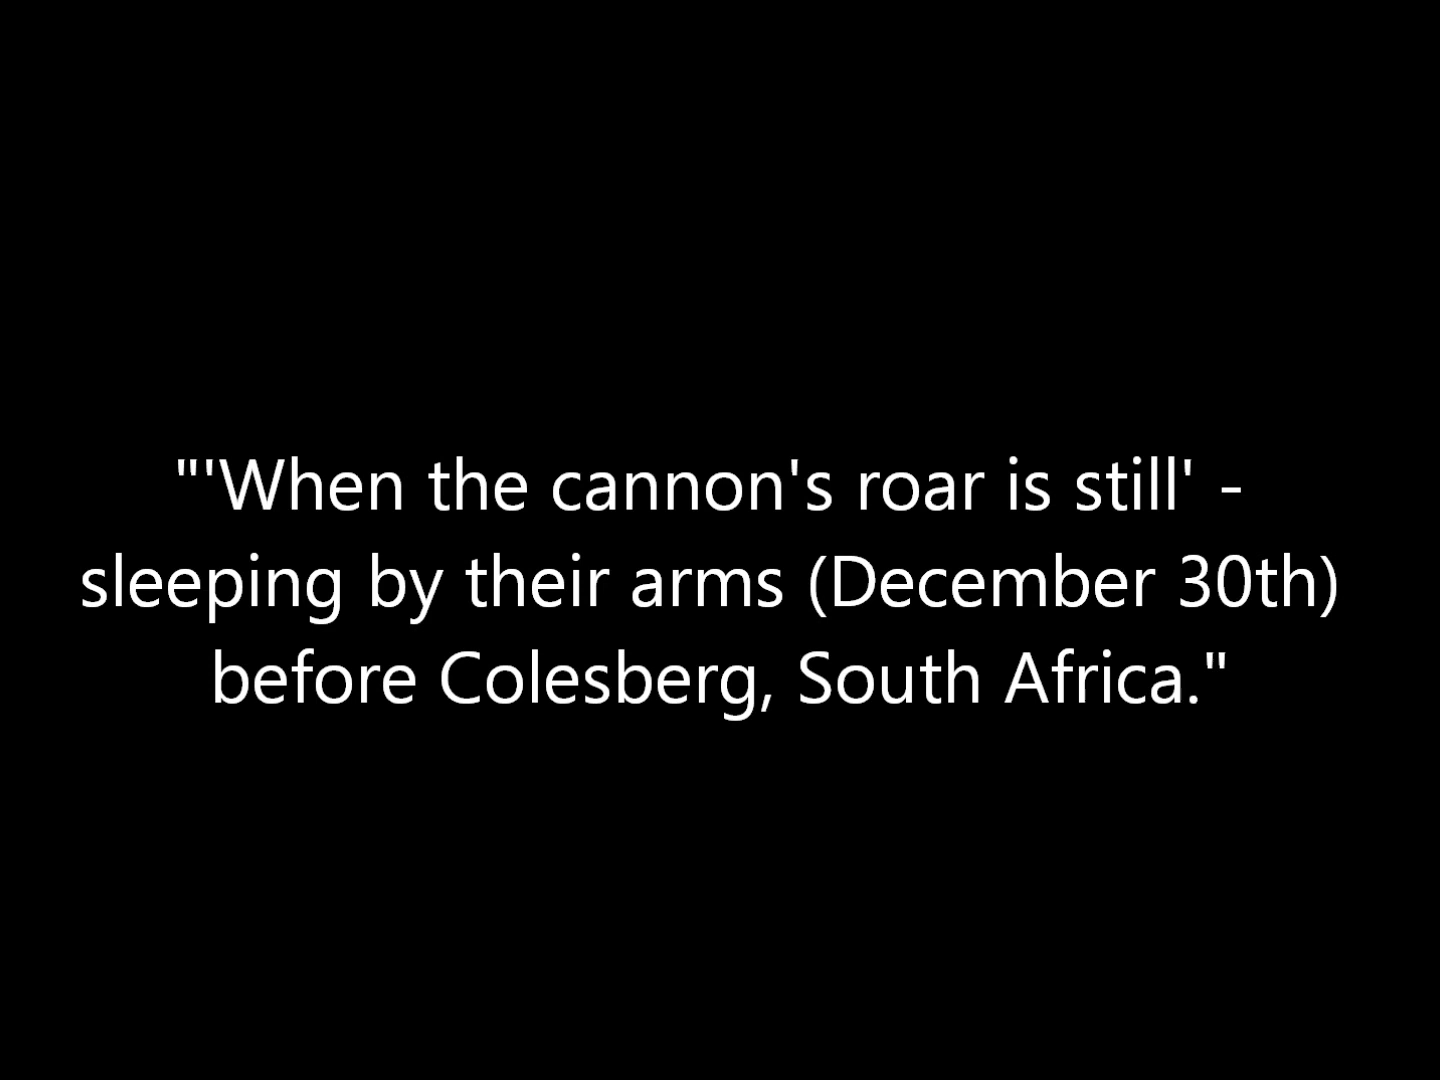 "'When the cannon's roar is still' -
sleeping by their arms (December 30th)
before Colesberg, South Africa."